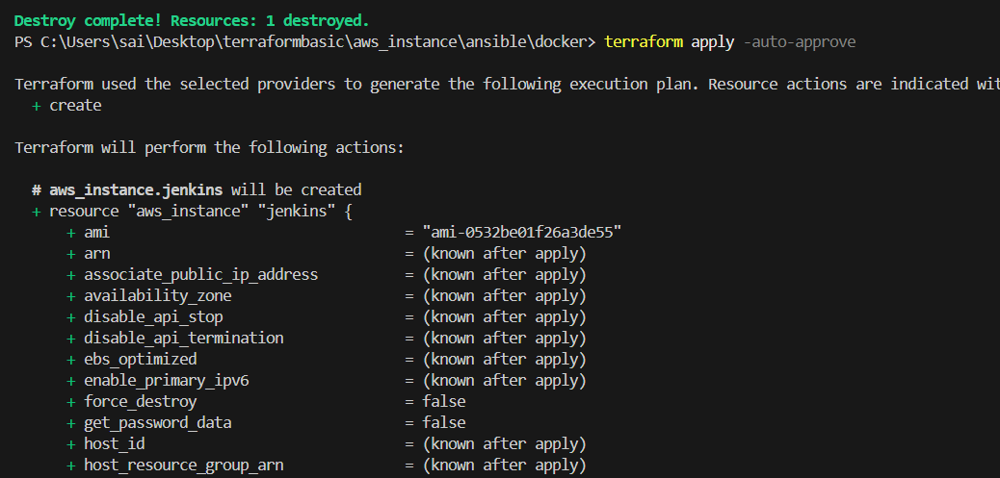 Destroy complete! Resources: 1 destroyed.
PS C:\Users\sai\Desktop\terraformbasic\aws_instance\ansible\docker> terraform apply -auto-approve
Terraform used the selected providers to generate the following execution plan. Resource actions are indicated wit
+ create
Terraform will perform the following actions:
# aws_instance.jenkins will be created
+ resource "aws_instance" "jenkins" {
+ ami = "ami-0532be01f26a3de55"
+ arn = (known after apply)
+ associate_public_ip_address = (known after apply)
+ availability_zone = (known after apply)
+ disable_api_stop = (known after apply)
+ disable_api_termination = (known after apply)
+ ebs_optimized = (known after apply)
+ enable_primary_ipv6 = (known after apply)
+ force_destroy = false
+ get_password_data = false
+ host_id = (known after apply)
+ host_resource_group_arn = (known after apply)